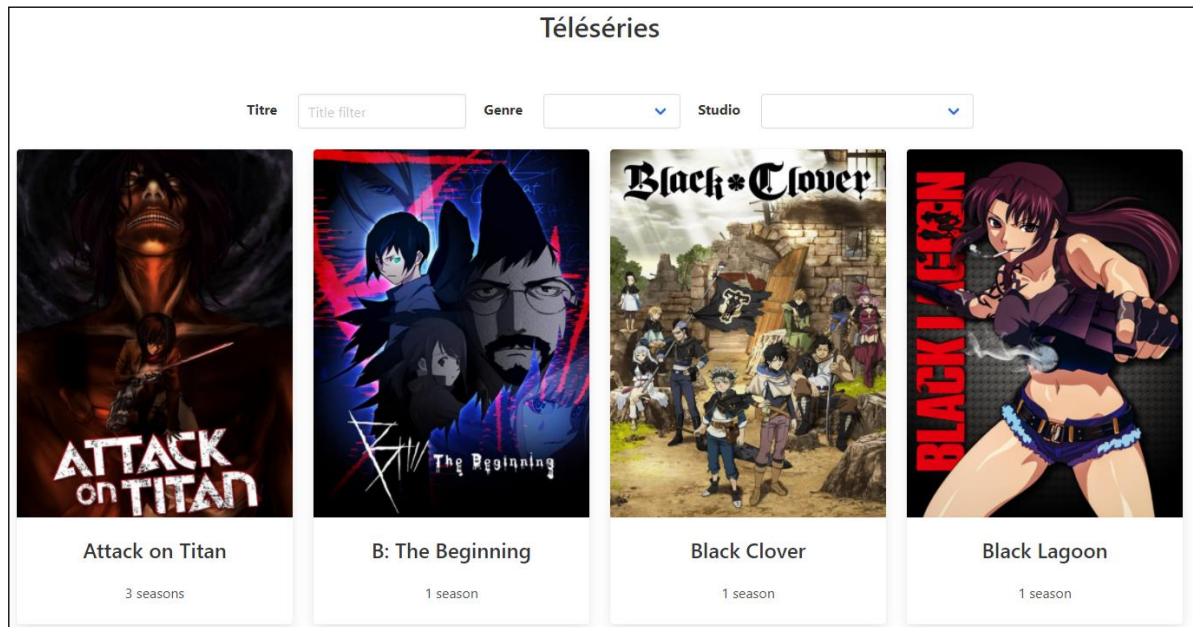 Téléséries
Titre Title filter Genre Studio
ATTACK
on TITAN
B
The Beginning
Black Clover
BLACK LAGOON
Attack on Titan
B: The Beginning
Black Clover
Black Lagoon
3 seasons
1 season
1 season
1 season